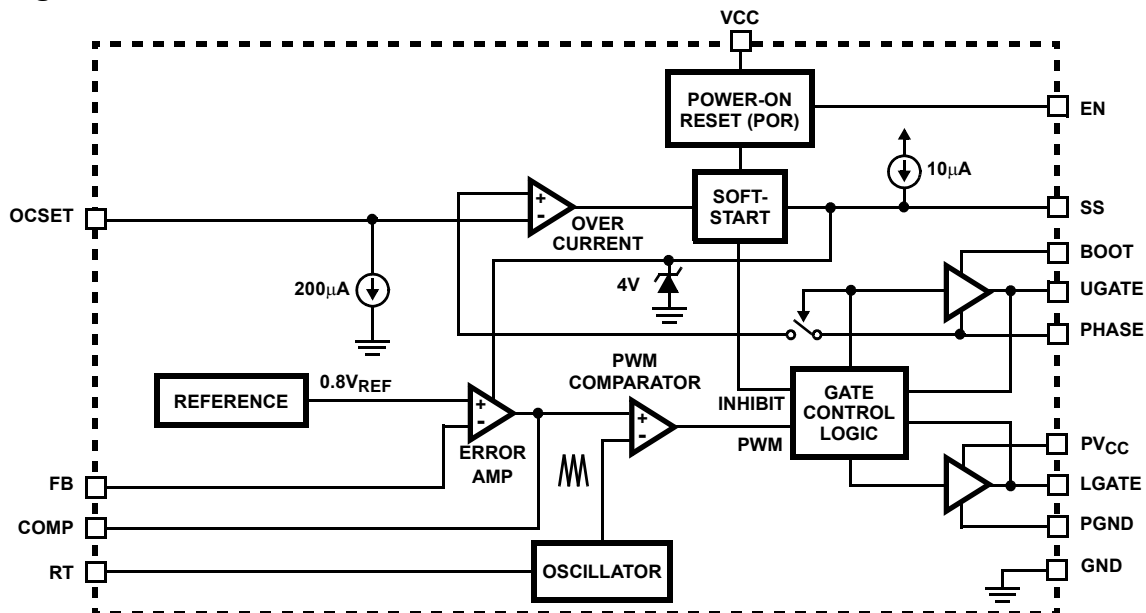 VCC
POWER-ON
RESET (POR)
EN
10μA
OCSET
+
-
OVER
CURRENT
SOFT-
START
SS
BOOT
200μA
4V
UGATE
PHASE
PWM
COMPARATOR
REFERENCE
0.8VREF
+
-
ERROR
AMP
+
-
INHIBIT
PWM
GATE
CONTROL
LOGIC
PVCC
FB
LGATE
COMP
PGND
RT
OSCILLATOR
GND